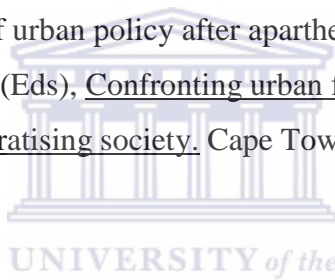 f urban policy after aparthe
(Eds), Confronting urban f
ratising society. Cape Tow
UNIVERSITY of the